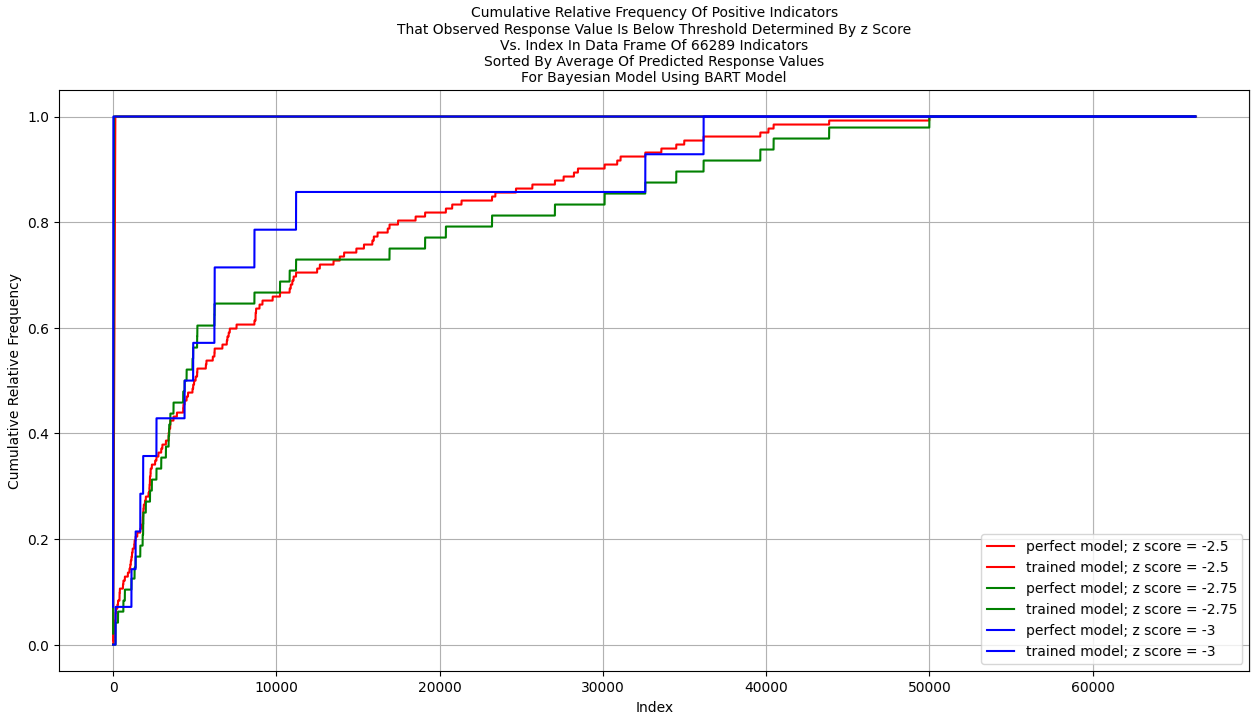 Cumulative Relative Frequency Of Positive Indicators
That Observed Response Value Is Below Threshold Determined By z Score
Vs. Index In Data Frame Of 66289 Indicators
Sorted By Average Of Predicted Response Values
For Bayesian Model Using BART Model
Cumulative Relative Frequency
1.0
0.8
0.6
0.4
0.2
0.0
perfect model; z score = -2.5
trained model; z score = -2.5
perfect model; z score = -2.75
trained model; z score = -2.75
perfect model; z score = -3
trained model; z score = -3
0 10000 20000 30000 40000 50000 60000
Index